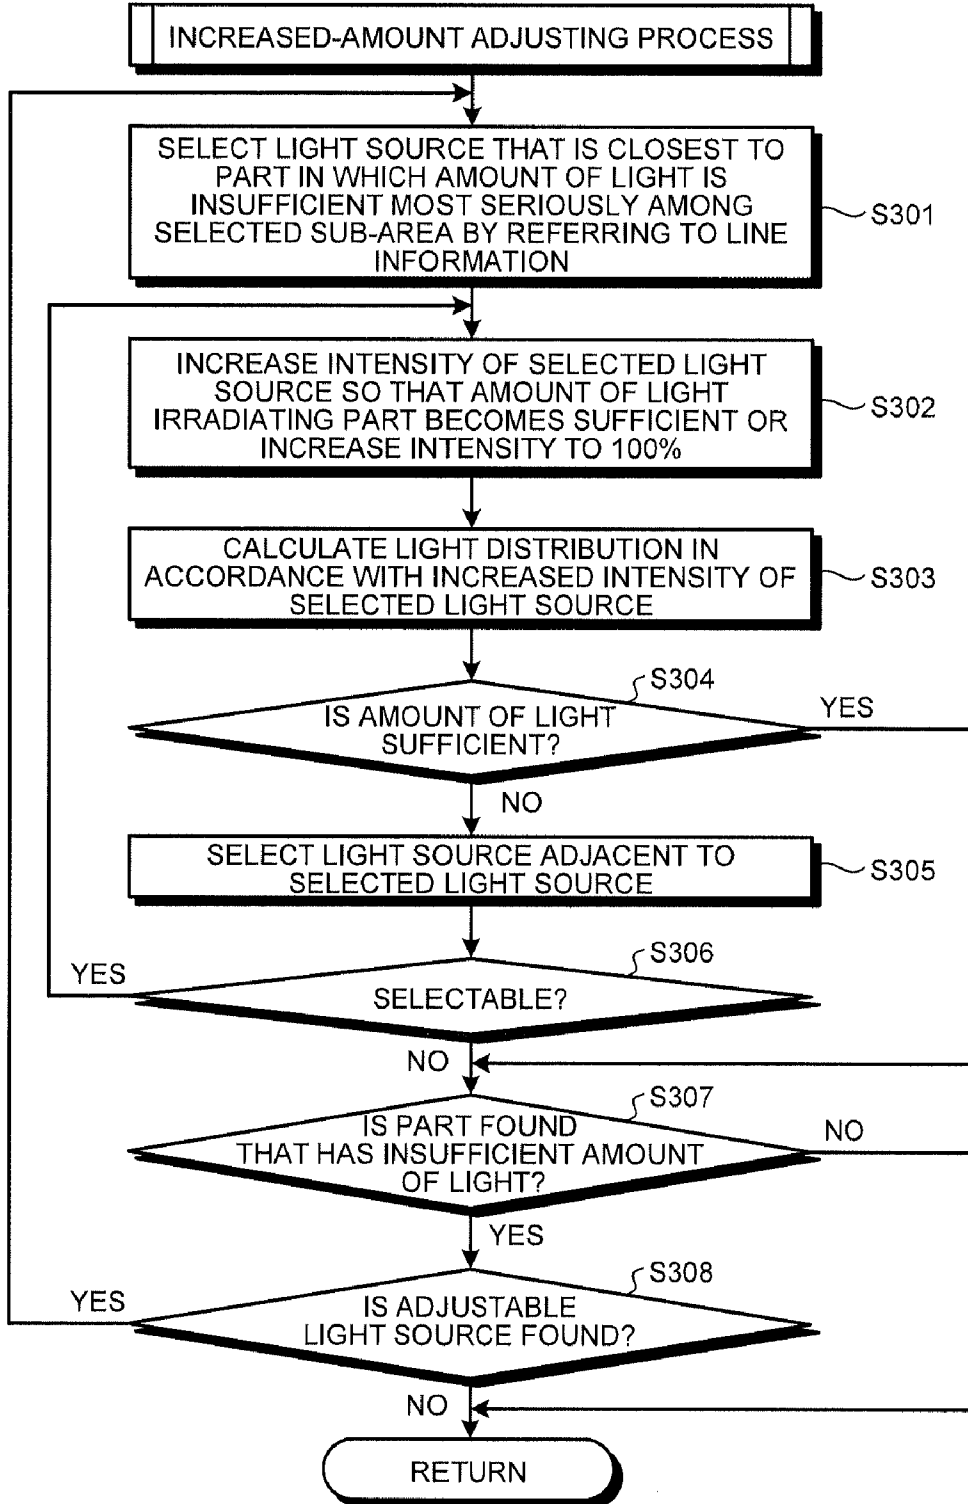 INCREASED-AMOUNT ADJUSTING PROCESS
SELECT LIGHT SOURCE THAT IS CLOSEST TO
PART IN WHICH AMOUNT OF LIGHT IS
INSUFFICIENT MOST SERIOUSLY AMONG
SELECTED SUB-AREA BY REFERRING TO LINE
INFORMATION
S301
INCREASE INTENSITY OF SELECTED LIGHT
SOURCE SO THAT AMOUNT OF LIGHT
IRRADIATING PART BECOMES SUFFICIENT OR
INCREASE INTENSITY TO 100%
S302
CALCULATE LIGHT DISTRIBUTION IN
ACCORDANCE WITH INCREASED INTENSITY OF
SELECTED LIGHT SOURCE
S303
S304
IS AMOUNT OF LIGHT
SUFFICIENT?
YES
NO
SELECT LIGHT SOURCE ADJACENT TO
SELECTED LIGHT SOURCE
S305
S306
YES
SELECTABLE?
NO
S307
IS PART FOUND
THAT HAS INSUFFICIENT AMOUNT
OF LIGHT?
NO
YES
S308
YES
IS ADJUSTABLE
LIGHT SOURCE FOUND?
NO
RETURN